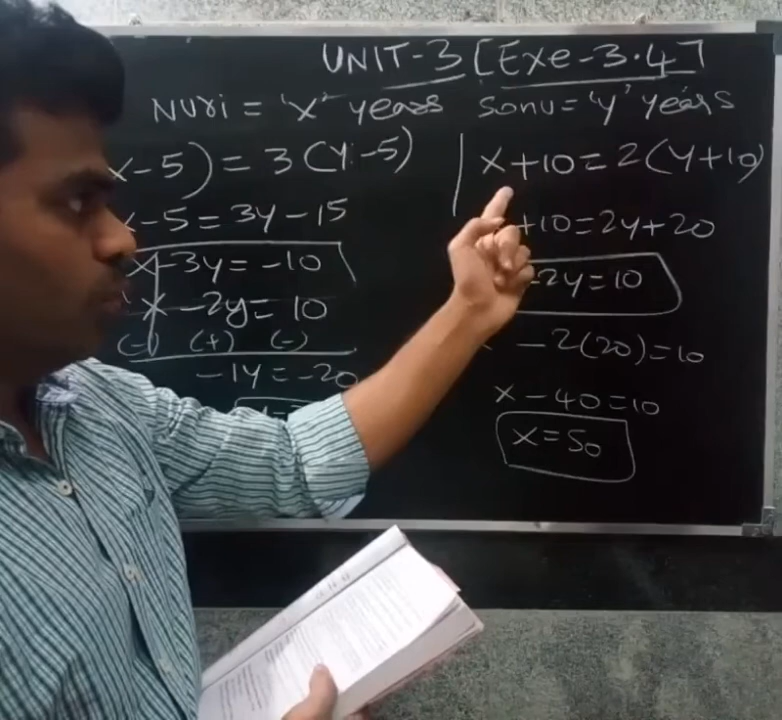 UNIT-3 [Exe-3.4]
Nuri = 'x' years Sonu = 'y' years
x-5) = 3(y-5)
x-5 = 3y-15
x-3y = -10
x-2y = 10
(-) (+) (-)
-1y = -20
x+10 = 2(y+10)
+10 = 2y+20
-2y = 10
-2(20) = 10
x-40 = 10
x = 50